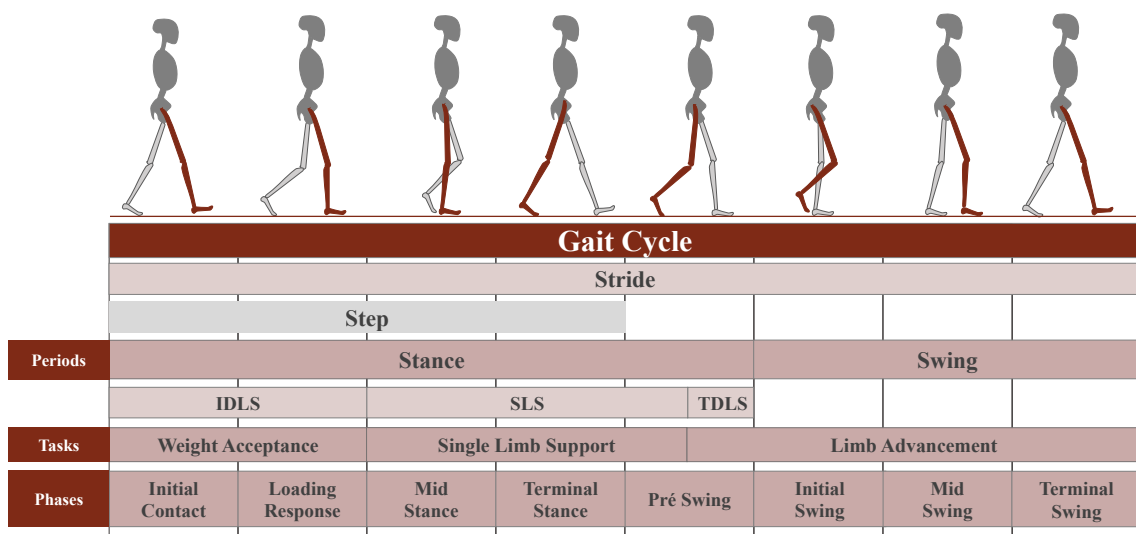 Gait Cycle
Stride
Step
Periods
Stance
Swing
IDLS
SLS
TDLS
Tasks
Weight Acceptance
Single Limb Support
Limb Advancement
Phases
Initial
Contact
Loading
Response
Mid
Stance
Terminal
Stance
Pré Swing
Initial
Swing
Mid
Swing
Terminal
Swing